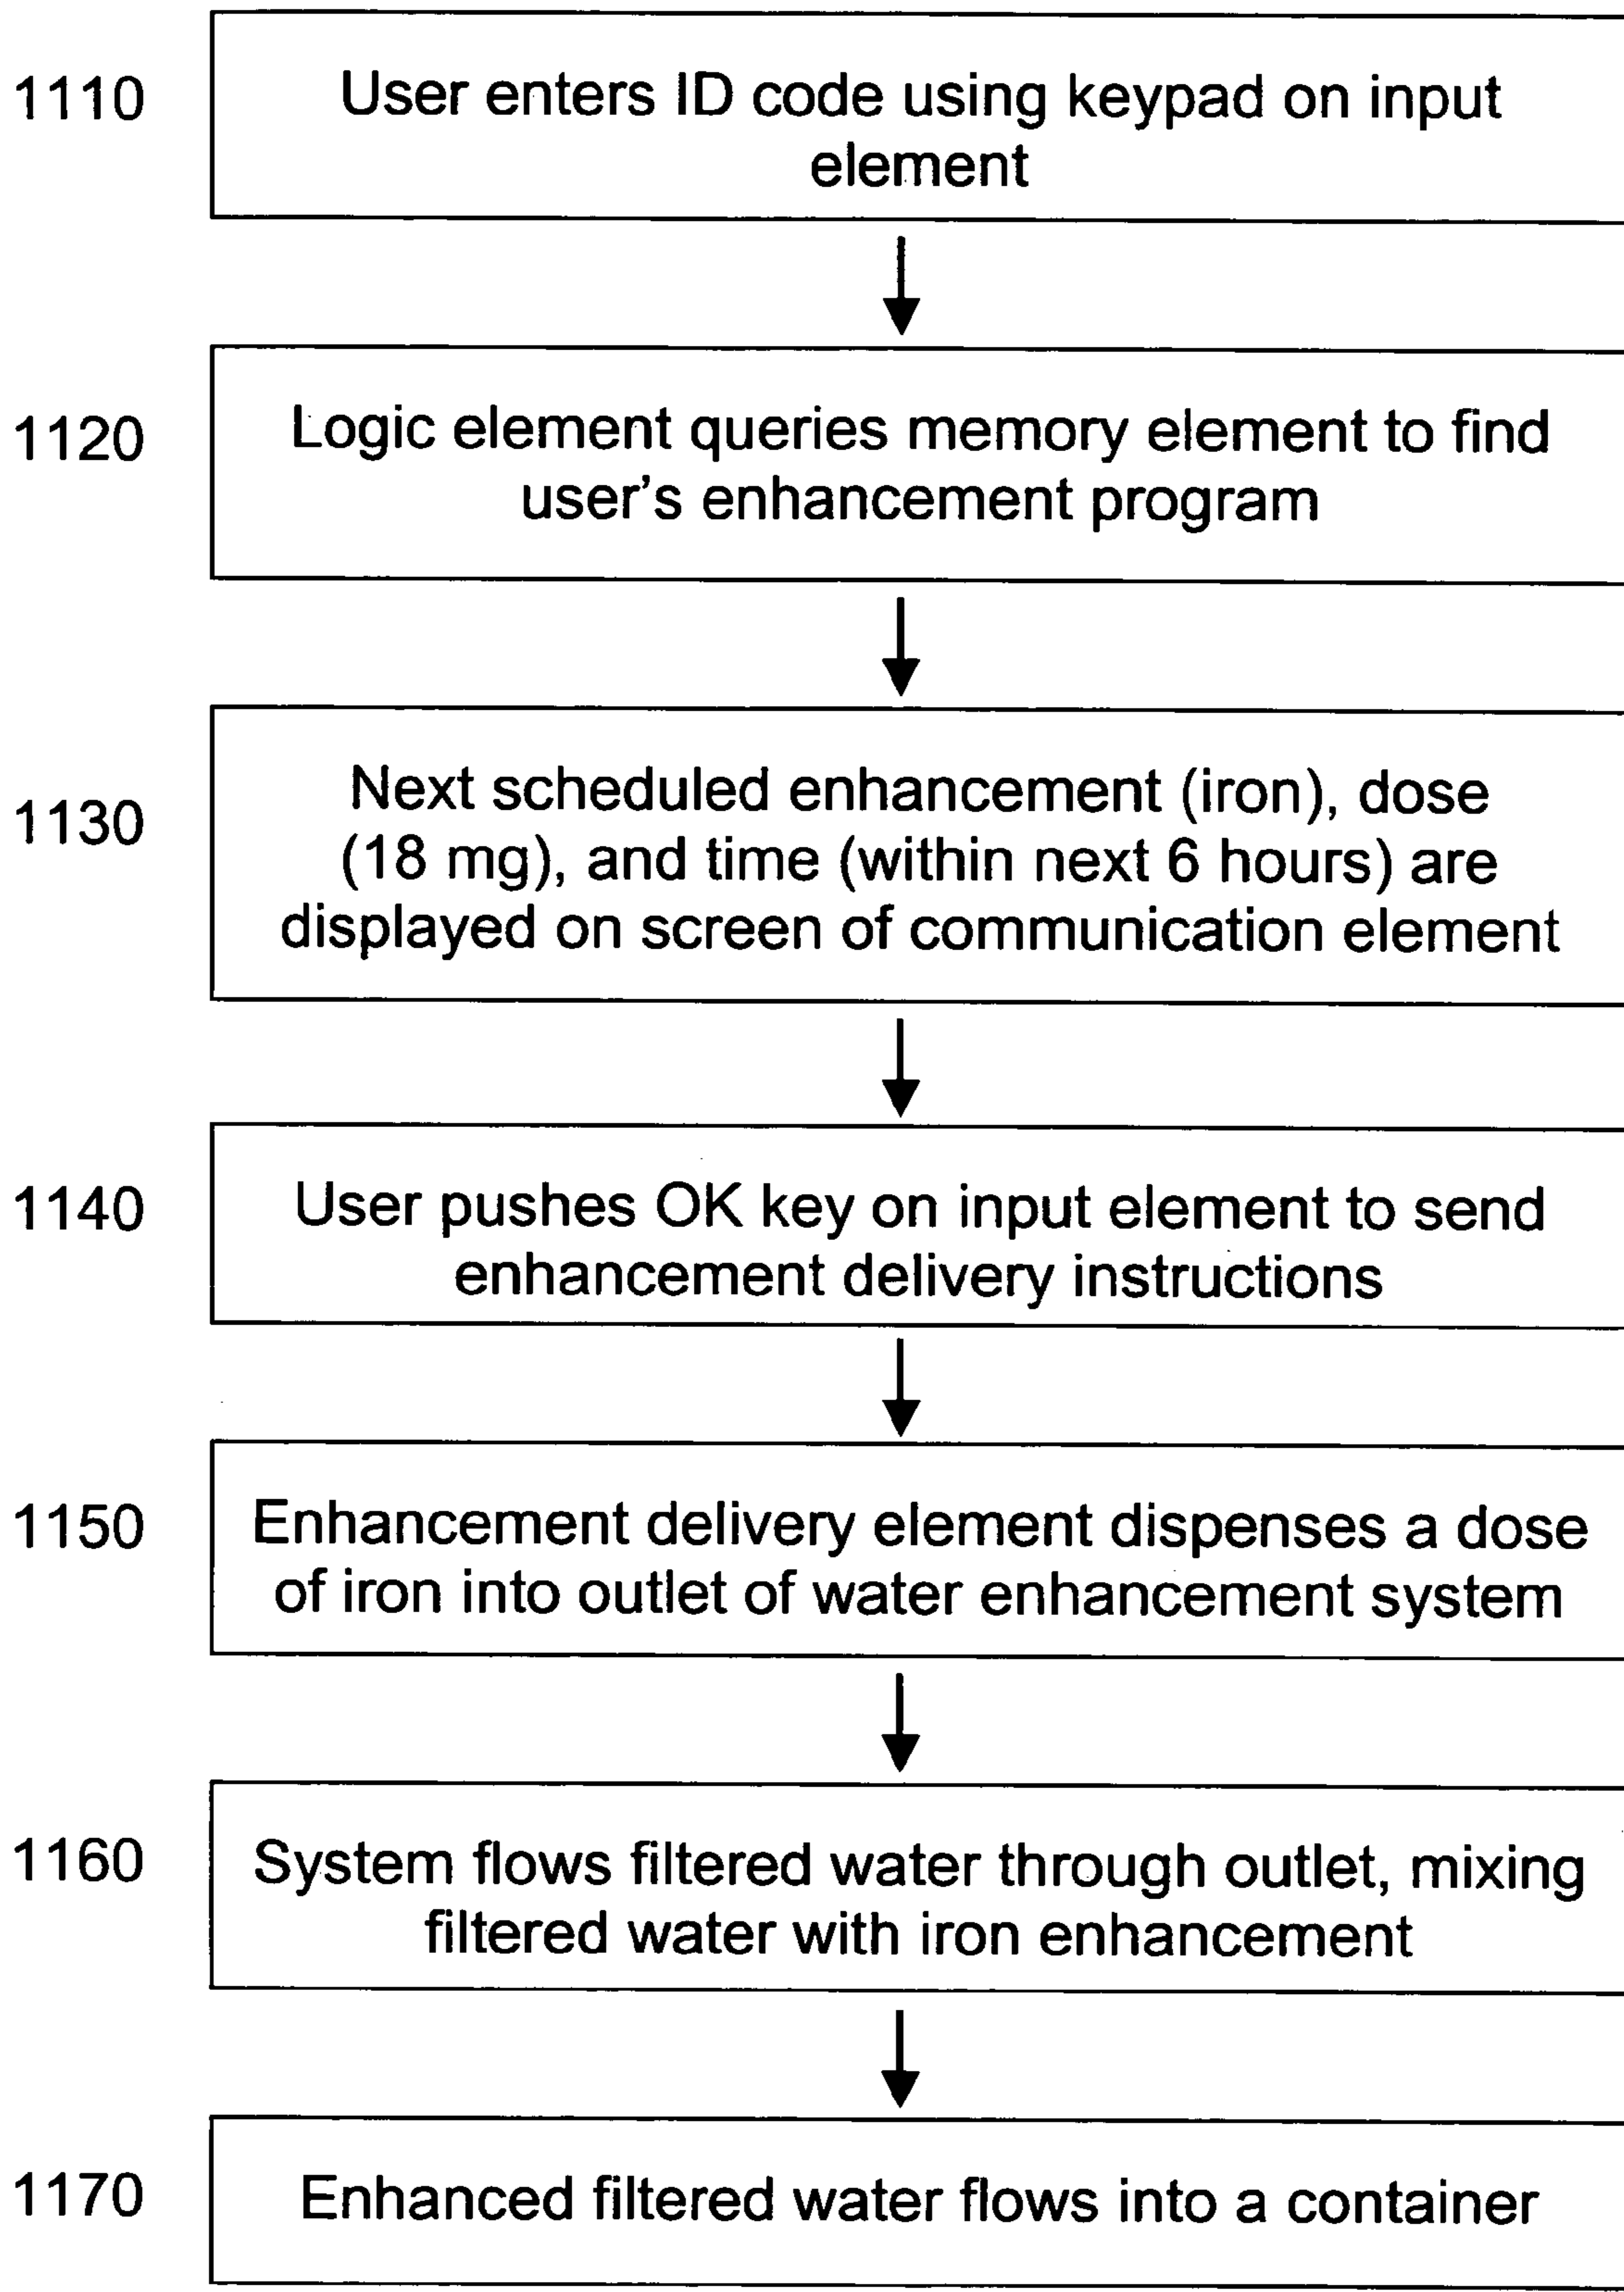 1110
User enters ID code using keypad on input
element
1120
Logic element queries memory element to find
user's enhancement program
1130
Next scheduled enhancement (iron), dose
(18 mg), and time (within next 6 hours) are
displayed on screen of communication element
1140
User pushes OK key on input element to send
enhancement delivery instructions
1150
Enhancement delivery element dispenses a dose
of iron into outlet of water enhancement system
1160
System flows filtered water through outlet, mixing
filtered water with iron enhancement
1170
Enhanced filtered water flows into a container